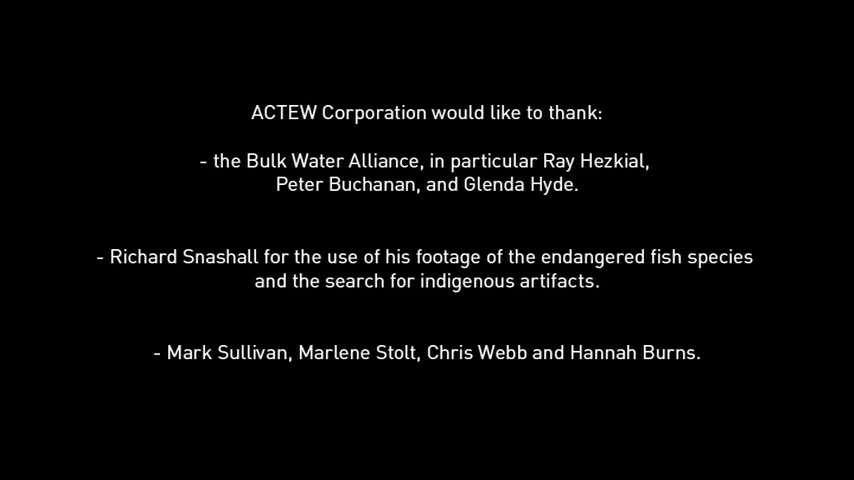 ACTEW Corporation would like to thank:
- the Bulk Water Alliance, in particular Ray Hezkial,
Peter Buchanan, and Glenda Hyde.
- Richard Snashall for the use of his footage of the endangered fish species
and the search for indigenous artifacts.
- Mark Sullivan, Marlene Stolt, Chris Webb and Hannah Burns.